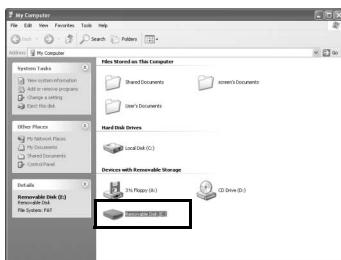 My Computer
File Edit View Favorites Tools Help
Back Search Folders
Address My Computer Go
System Tasks
View system information
Add or remove programs
Change a setting
Eject this disk
Other Places
My Network Places
My Documents
Shared Documents
Control Panel
Details
Removable Disk (E:)
Removable Disk
File System: FAT
Files Stored on This Computer
Shared Documents
screen's Documents
User's Documents
Hard Disk Drives
Local Disk (C:)
Devices with Removable Storage
3½ Floppy (A:)
CD Drive (D:)
Removable Disk (E:)